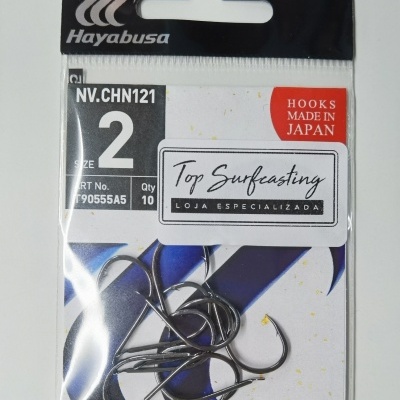 Hayabusa
NV.CHN121
SIZE 2
ART No. Qty
T90555A5 10
HOOKS
MADE IN
JAPAN
Top Surfcasting
LOJA ESPECIALIZADA